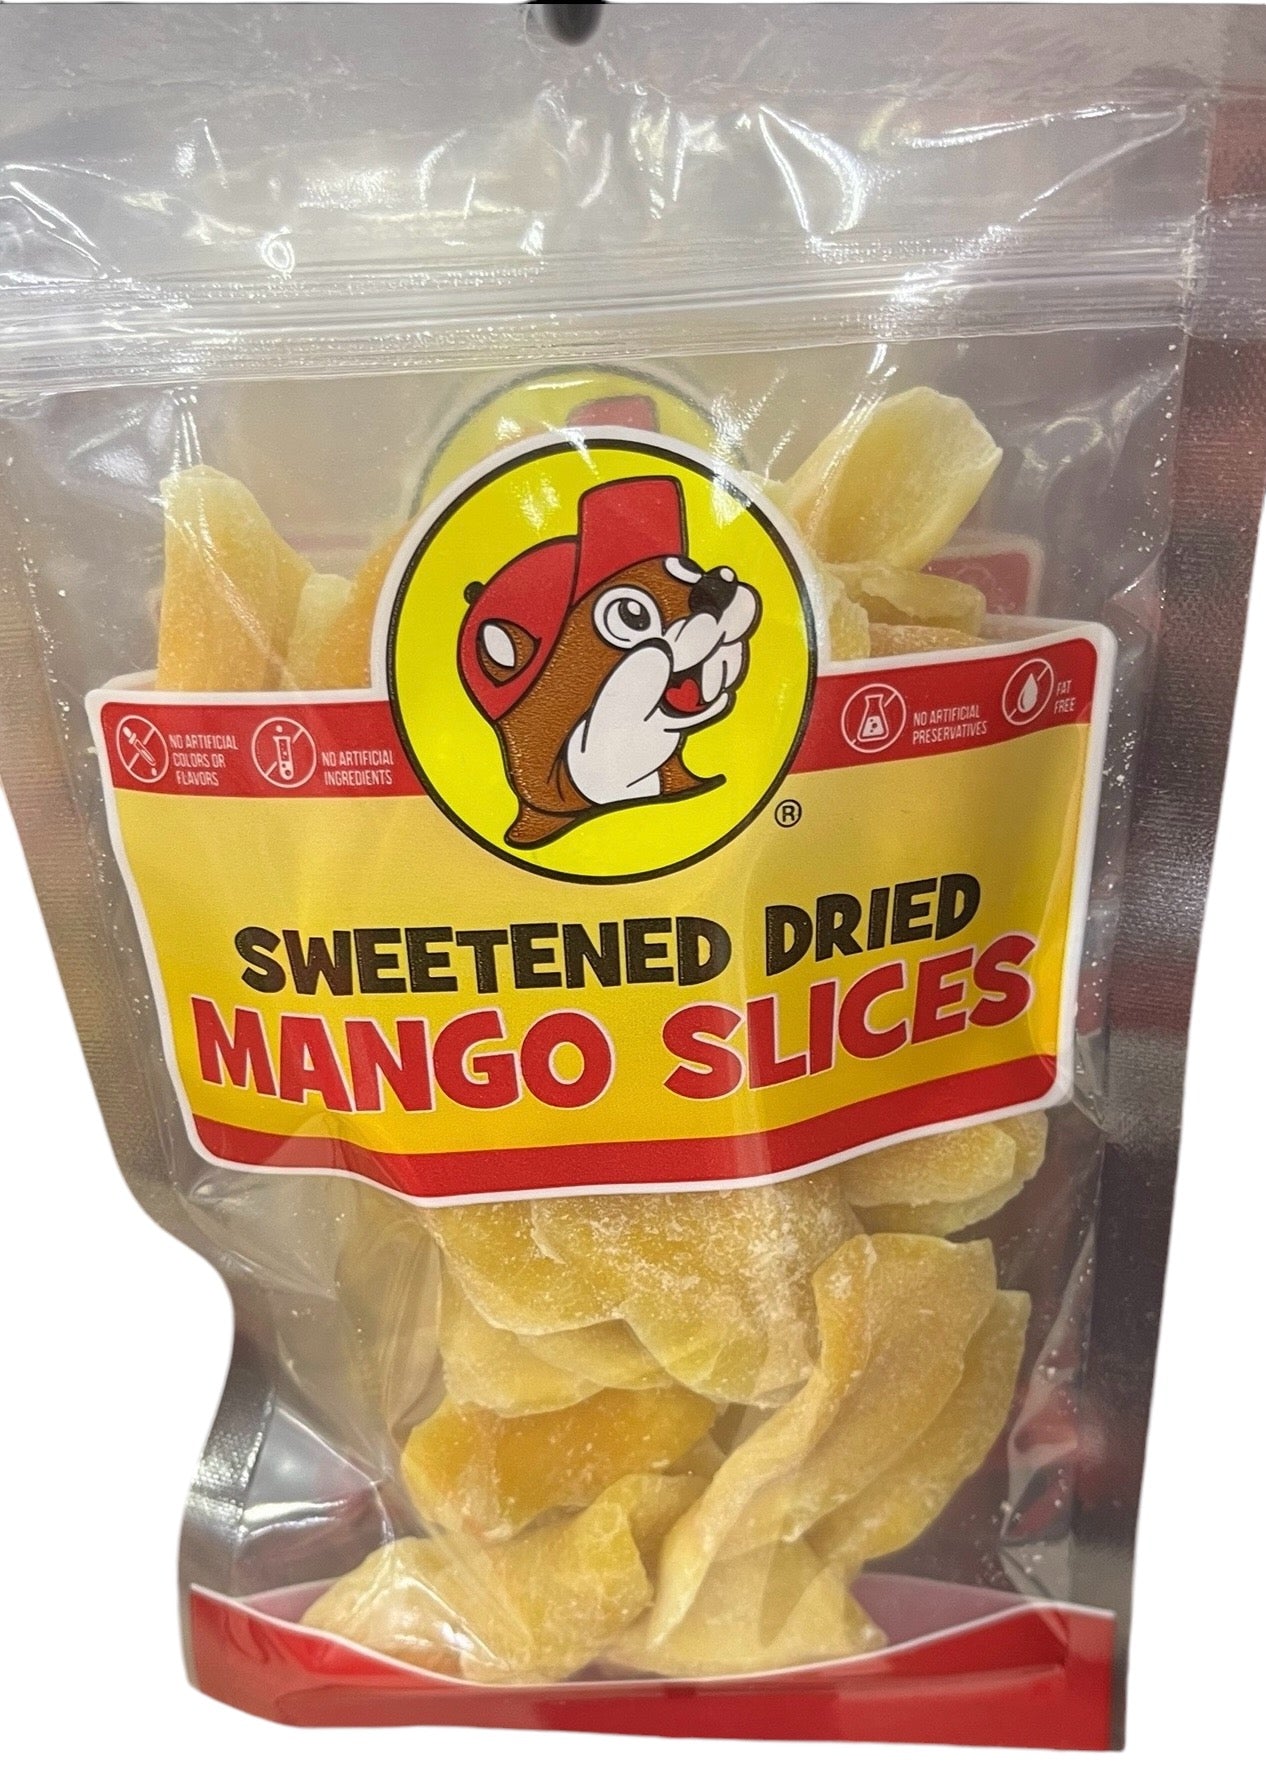 NO ARTIFICIAL
COLORS OR
FLAVORS
NO ARTIFICIAL
INGREDIENTS
NO ARTIFICIAL
PRESERVATIVES
FAT
FREE
®
SWEETENED DRIED
MANGO SLICES